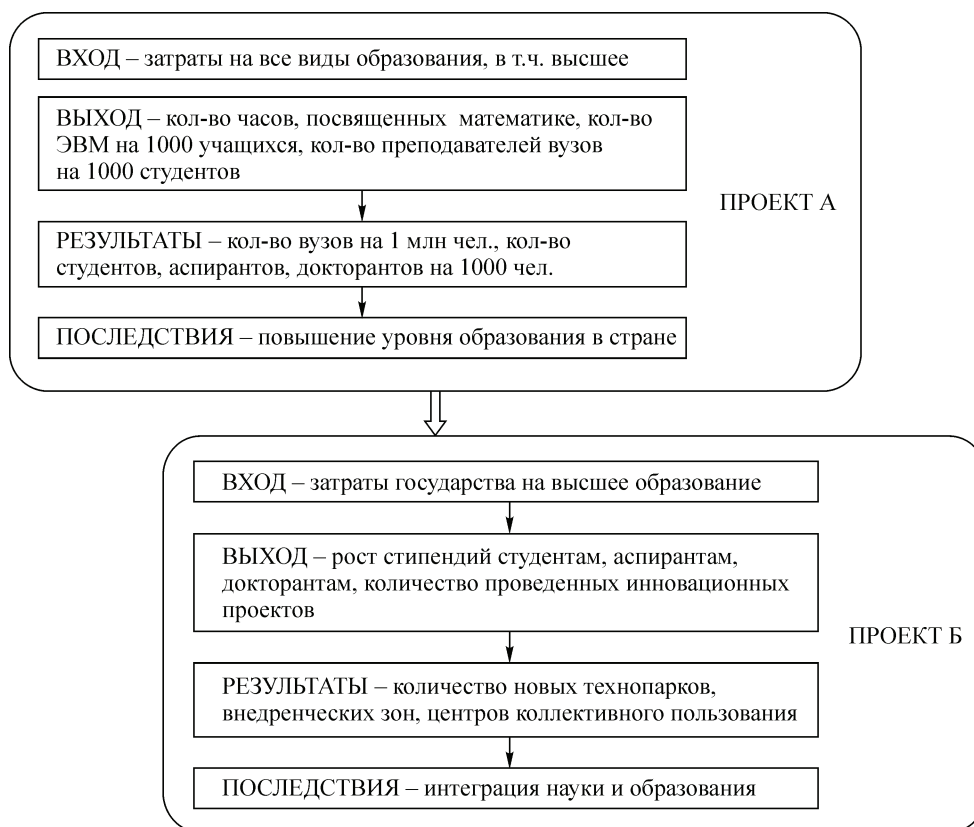 ВХОД – затраты на все виды образования, в т.ч. высшее
ВЫХОД – кол-во часов, посвященных математике, кол-во
ЭВМ на 1000 учащихся, кол-во преподавателей вузов
на 1000 студентов
ПРОЕКТ А
РЕЗУЛЬТАТЫ – кол-во вузов на 1 млн чел., кол-во
студентов, аспирантов, докторантов на 1000 чел.
ПОСЛЕДСТВИЯ – повышение уровня образования в стране
ВХОД – затраты государства на высшее образование
ВЫХОД – рост стипендий студентам, аспирантам,
докторантам, количество проведенных инновационных
проектов
ПРОЕКТ Б
РЕЗУЛЬТАТЫ – количество новых технопарков,
внедренческих зон, центров коллективного пользования
ПОСЛЕДСТВИЯ – интеграция науки и образования